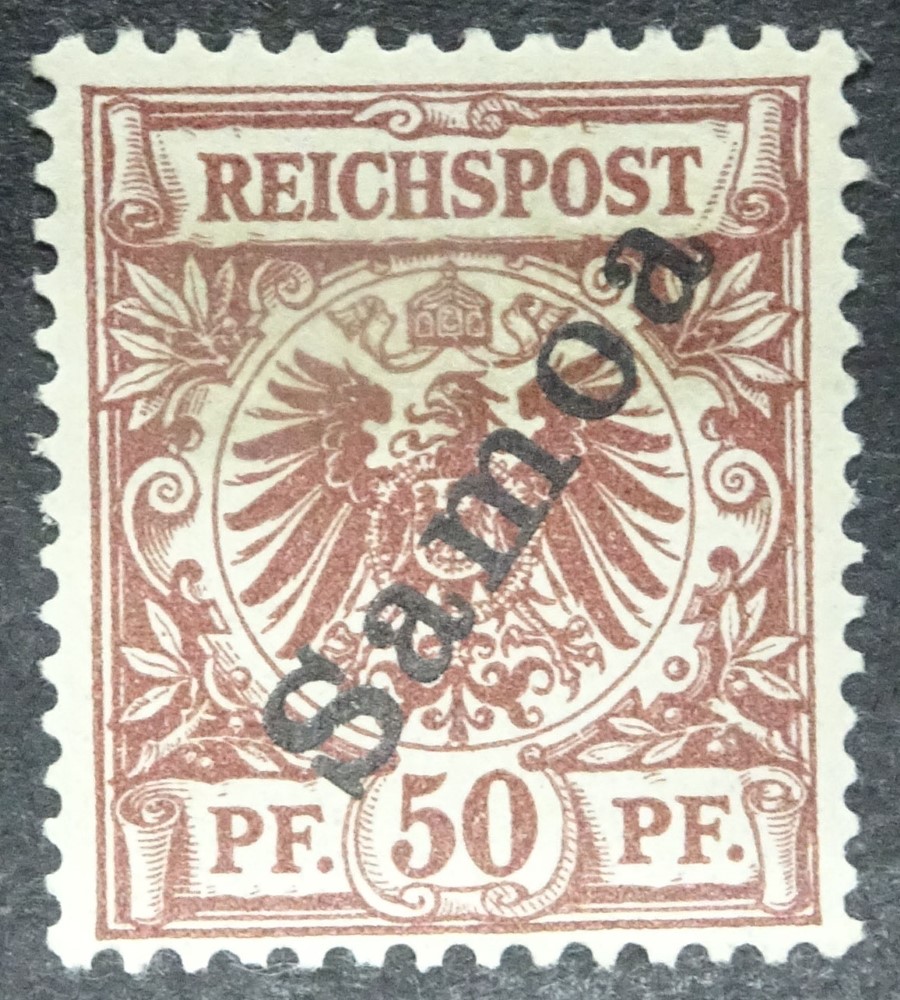 REICHSPOST
Samoa
PF. 50 PF.